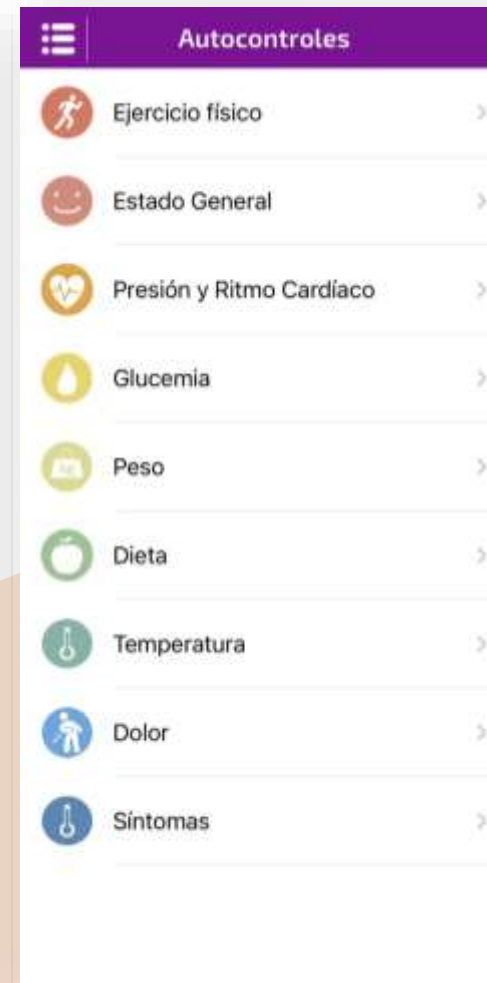 Autocontroles
Ejercicio físico
Estado General
Presión y Ritmo Cardíaco
Glucemia
Peso
Dieta
Temperatura
Dolor
Síntomas